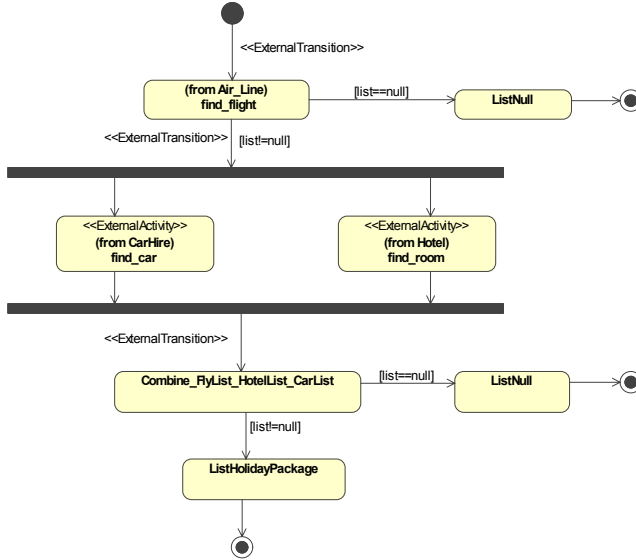 <<ExternalTransition>>
(from Air_Line)
find_flight
[list==null]
ListNull
<<ExternalTransition>>
[list!=null]
<<ExternalActivity>>
(from CarHire)
find_car
<<ExternalActivity>>
(from Hotel)
find_room
<<ExternalTransition>>
Combine_FlyList_HotelList_CarList
[list==null]
ListNull
[list!=null]
ListHolidayPackage